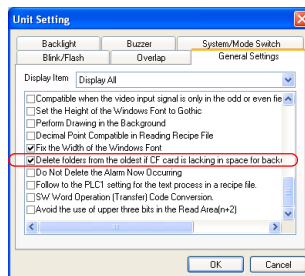 Unit Setting
Backlight Buzzer System/Mode Switch
Blink/Flash Overlap General Settings
Display Item Display All
Compatible when the video input signal is only in the odd or even fie
Set the Height of the Windows Font to Gothic
Perform Drawing in the Background
Decimal Point Compatible in Reading Recipe File
Fix the Width of the Windows Font
Delete folders from the oldest if CF card is lacking in space for back
Do Not Delete the Alarm Now Occurring
Follow to the PLC1 setting for the text process in a recipe file.
SW Word Operation (Transfer) Code Conversion.
Avoid the use of upper three bits in the Read Area(n+2)
OK Cancel